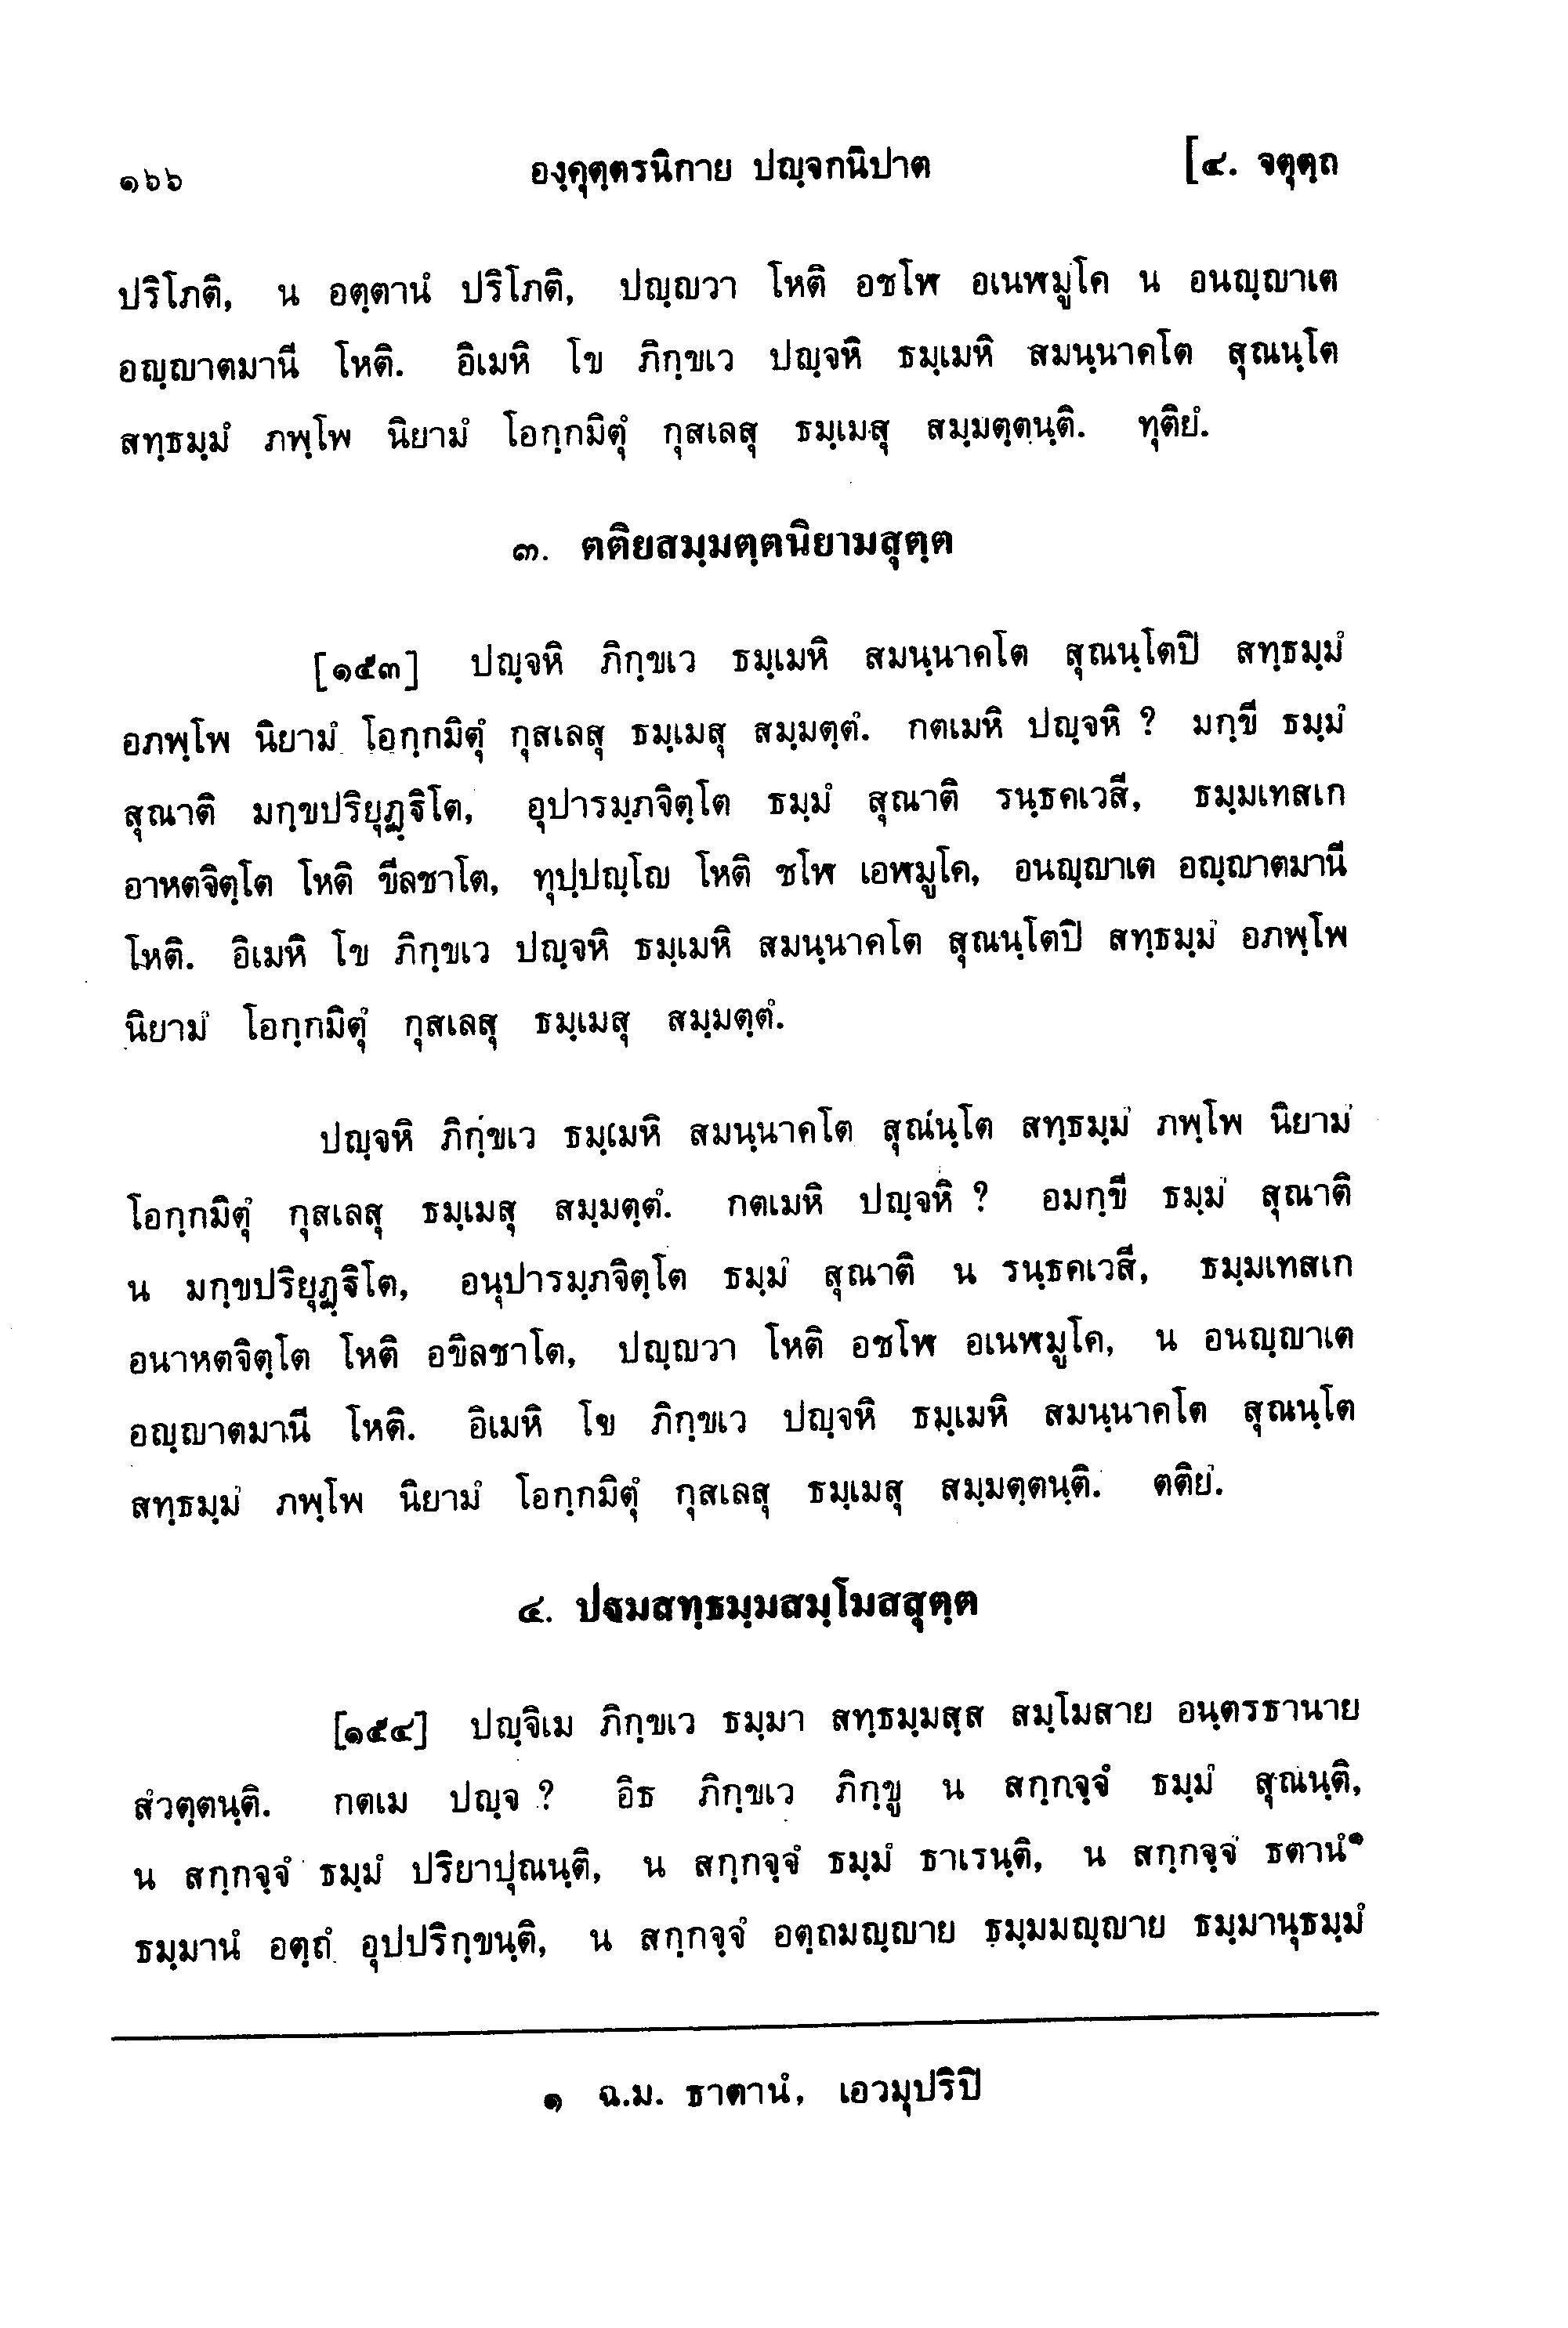 ๑๖๖ องฺคุตฺตรนิกาย ปญฺจกนิปาต [๔. จตุตฺถ
ปริโภติ, น อตฺตานํ ปริโภติ, ปญฺญวา โหติ อชโฬ อเนฬมูโค น อนญฺญาเต
อญฺญาตมานี โหติ. อิเมหิ โข ภิกฺขเว ปญฺจหิ ธมฺเมหิ สมนฺนาคโต สุณนฺโต
สทฺธมฺมํ ภพฺโพ นิยามํ โอกฺกมิตุํ กุสเลสุ ธมฺเมสุ สมฺมตฺตนฺติ. ทุติยํ.
๓. ตติยสมฺมตฺตนิยามสุตฺต
[๑๕๓] ปญฺจหิ ภิกฺขเว ธมฺเมหิ สมนฺนาคโต สุณนฺโตปิ สทฺธมฺมํ
อภพฺโพ นิยามํ โอกฺกมิตุํ กุสเลสุ ธมฺเมสุ สมฺมตฺตํ. กตเมหิ ปญฺจหิ ? มกฺขี ธมฺมํ
สุณาติ มกฺขปริยุฏฺฐิโต, อุปารมฺภจิตฺโต ธมฺมํ สุณาติ รนฺธคเวสี, ธมฺมเทสเก
อาหตจิตฺโต โหติ ขีลชาโต, ทุปฺปญฺโญ โหติ ชโฬ เอฬมูโค, อนญฺญาเต อญฺญาตมานี
โหติ. อิเมหิ โข ภิกฺขเว ปญฺจหิ ธมฺเมหิ สมนฺนาคโต สุณนฺโตปิ สทฺธมฺมํ อภพฺโพ
นิยามํ โอกฺกมิตุํ กุสเลสุ ธมฺเมสุ สมฺมตฺตํ.
ปญฺจหิ ภิกฺขเว ธมฺเมหิ สมนฺนาคโต สุณนฺโต สทฺธมฺมํ ภพฺโพ นิยามํ
โอกฺกมิตุํ กุสเลสุ ธมฺเมสุ สมฺมตฺตํ. กตเมหิ ปญฺจหิ ? อมกฺขี ธมฺมํ สุณาติ
น มกฺขปริยุฏฺฐิโต, อนุปารมฺภจิตฺโต ธมฺมํ สุณาติ น รนฺธคเวสี, ธมฺมเทสเก
อนาหตจิตฺโต โหติ อขิลชาโต, ปญฺญวา โหติ อชโฬ อเนฬมูโค, น อนญฺญาเต
อญฺญาตมานี โหติ. อิเมหิ โข ภิกฺขเว ปญฺจหิ ธมฺเมหิ สมนฺนาคโต สุณนฺโต
สทฺธมฺมํ ภพฺโพ นิยามํ โอกฺกมิตุํ กุสเลสุ ธมฺเมสุ สมฺมตฺตนฺติ. ตติยํ.
๔. ปฐมสทฺธมฺมสมฺโมสสุตฺต
[๑๕๔] ปญฺจิเม ภิกฺขเว ธมฺมา สทฺธมฺมสฺส สมฺโมสาย อนฺตรธานาย
สํวตฺตนฺติ. กตเม ปญฺจ ? อิธ ภิกฺขเว ภิกฺขู น สกฺกจฺจํ ธมฺมํ สุณนฺติ,
น สกฺกจฺจํ ธมฺมํ ปริยาปุณนฺติ, น สกฺกจฺจํ ธมฺมํ ธาเรนฺติ, น สกฺกจฺจํ ธตานํ๑
ธมฺมานํ อตฺถํ อุปปริกฺขนฺติ, น สกฺกจฺจํ อตฺถมญฺญาย ธมฺมมญฺญาย ธมฺมานุธมฺมํ
๑ ฉ.ม. ธาตานํ, เอวมุปริปิ